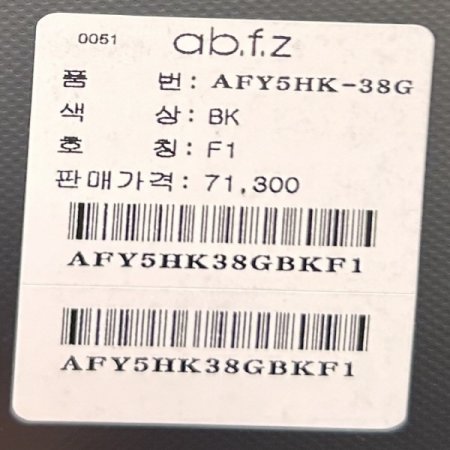 0051 ab.f.z
품 번: AFY5HK-38G
색 상: BK
호 칭: F1
판매가격: 71,300
AFY5HK38GBKF1
AFY5HK38GBKF1